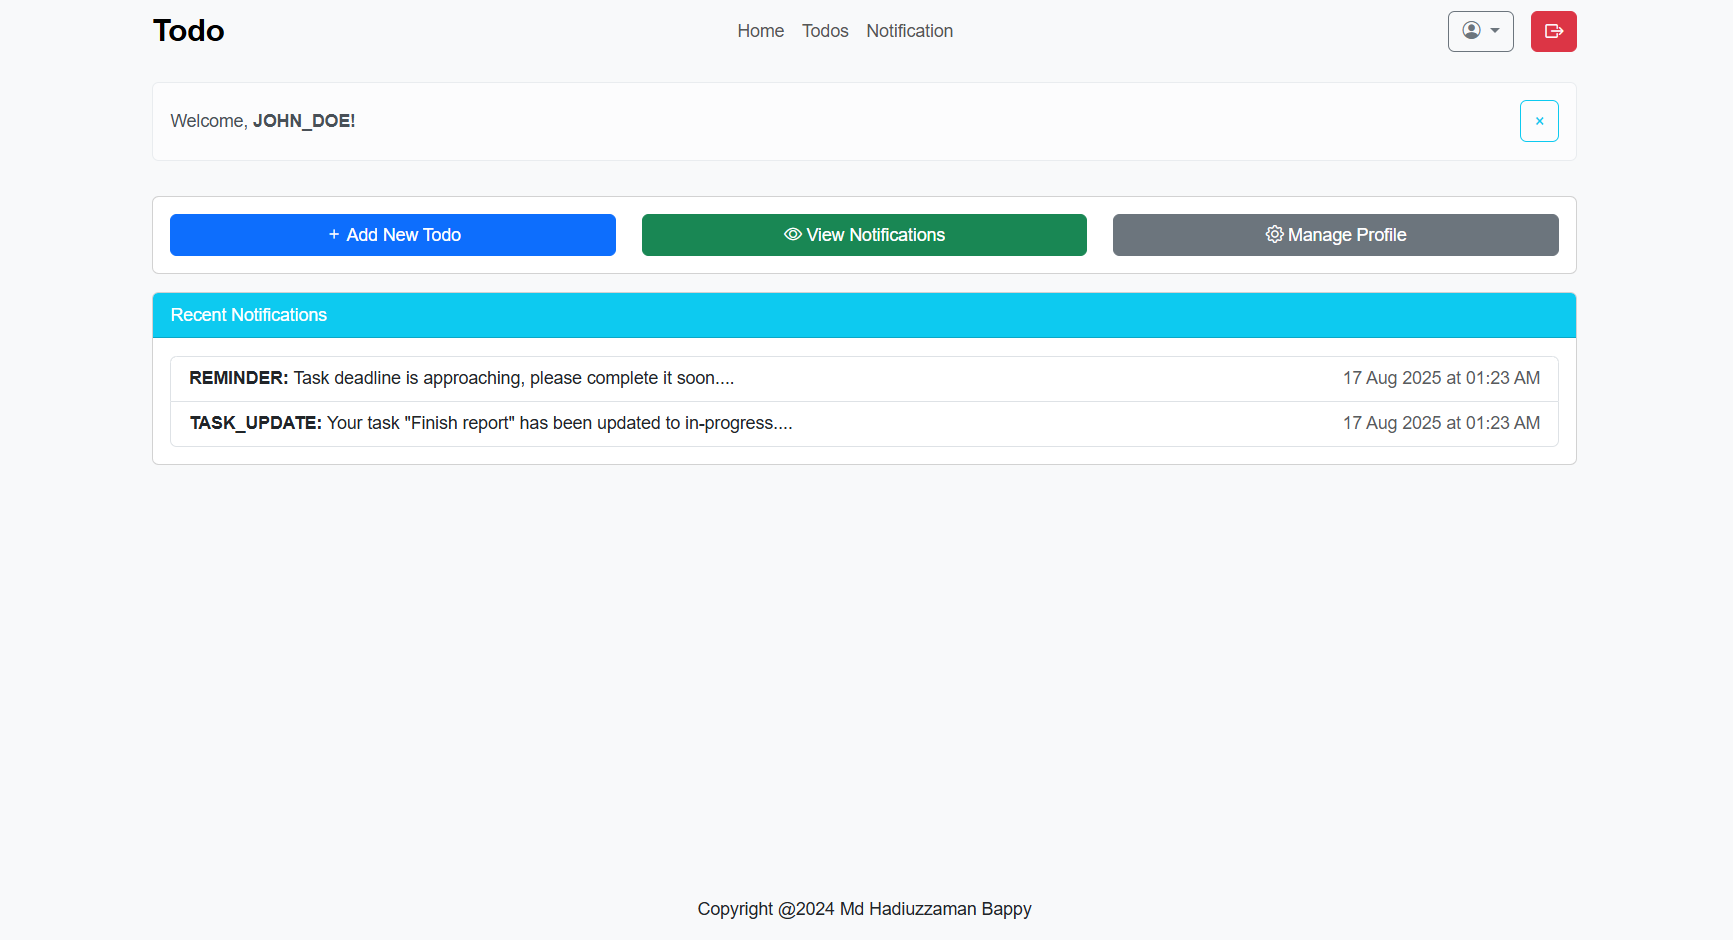 Todo
Home Todos Notification
Welcome, JOHN_DOE!
×
+ Add New Todo
View Notifications
Manage Profile
Recent Notifications
REMINDER: Task deadline is approaching, please complete it soon.... 17 Aug 2025 at 01:23 AM
TASK_UPDATE: Your task "Finish report" has been updated to in-progress.... 17 Aug 2025 at 01:23 AM
Copyright @2024 Md Hadiuzzaman Bappy